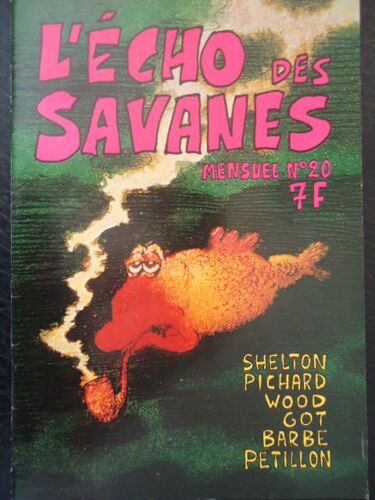 L'ÉCHO DES
SAVANES
MENSUEL N°20
7F
SHELTON
PICHARD
WOOD
GOT
BARBE
PETILLON